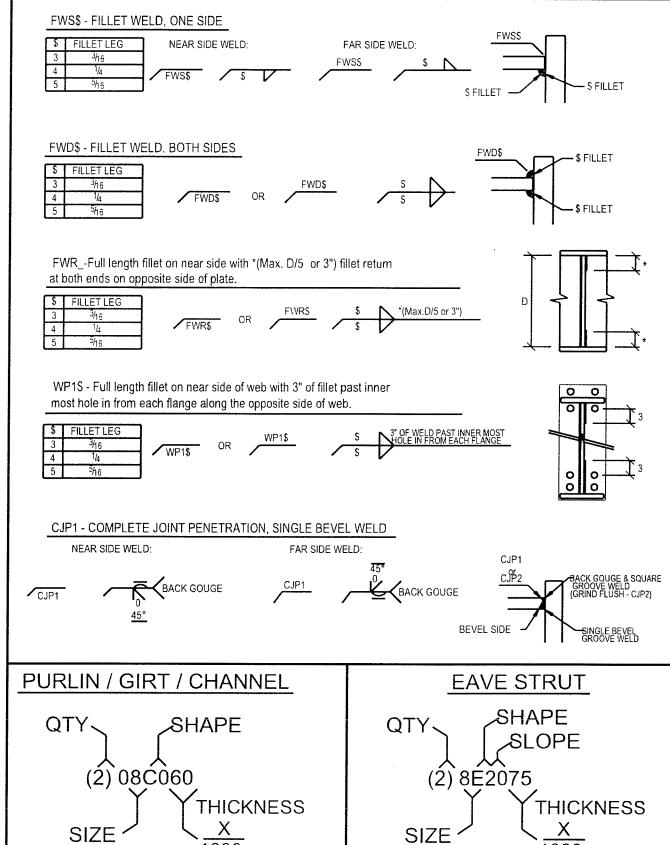 FWS$ - FILLET WELD, ONE SIDE
$ FILLET LEG
3 3/16
4 1/4
5 5/16
NEAR SIDE WELD:
FWS$
$
FAR SIDE WELD:
FWS$
$
FWS$
$ FILLET
$ FILLET
FWD$ - FILLET WELD. BOTH SIDES
$ FILLET LEG
3 3/16
4 1/4
5 5/16
FWD$
OR
FWD$
$
$
FWD$
$ FILLET
$ FILLET
FWR_-Full length fillet on near side with *(Max. D/5 or 3") fillet return
at both ends on opposite side of plate.
$ FILLET LEG
3 3/16
4 1/4
5 5/16
FWR$
OR
FWR$
$
$
*(Max.D/5 or 3")
D
*
*
WP1$ - Full length fillet on near side of web with 3" of fillet past inner
most hole in from each flange along the opposite side of web.
$ FILLET LEG
3 3/16
4 1/4
5 5/16
WP1$
OR
WP1$
$
$
3" OF WELD PAST INNER MOST
HOLE IN FROM EACH FLANGE
3
3
CJP1 - COMPLETE JOINT PENETRATION, SINGLE BEVEL WELD
NEAR SIDE WELD:
CJP1
0
45°
BACK GOUGE
FAR SIDE WELD:
CJP1
45°
0
BACK GOUGE
CJP1
or
CJP2
BACK GOUGE & SQUARE
GROOVE WELD
(GRIND FLUSH - CJP2)
BEVEL SIDE
SINGLE BEVEL
GROOVE WELD
PURLIN / GIRT / CHANNEL
QTY
SHAPE
(2) 08C060
SIZE
THICKNESS
X
EAVE STRUT
QTY
SHAPE
SLOPE
(2) 8E2075
SIZE
THICKNESS
X